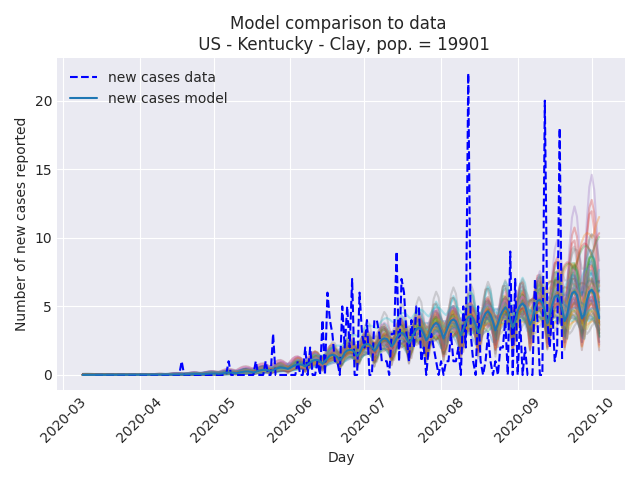 Model comparison to data
US - Kentucky - Clay, pop. = 19901
new cases data
new cases model
Number of new cases reported
20
15
10
5
0
2020-03
2020-04
2020-05
2020-06
2020-07
2020-08
2020-09
2020-10
Day